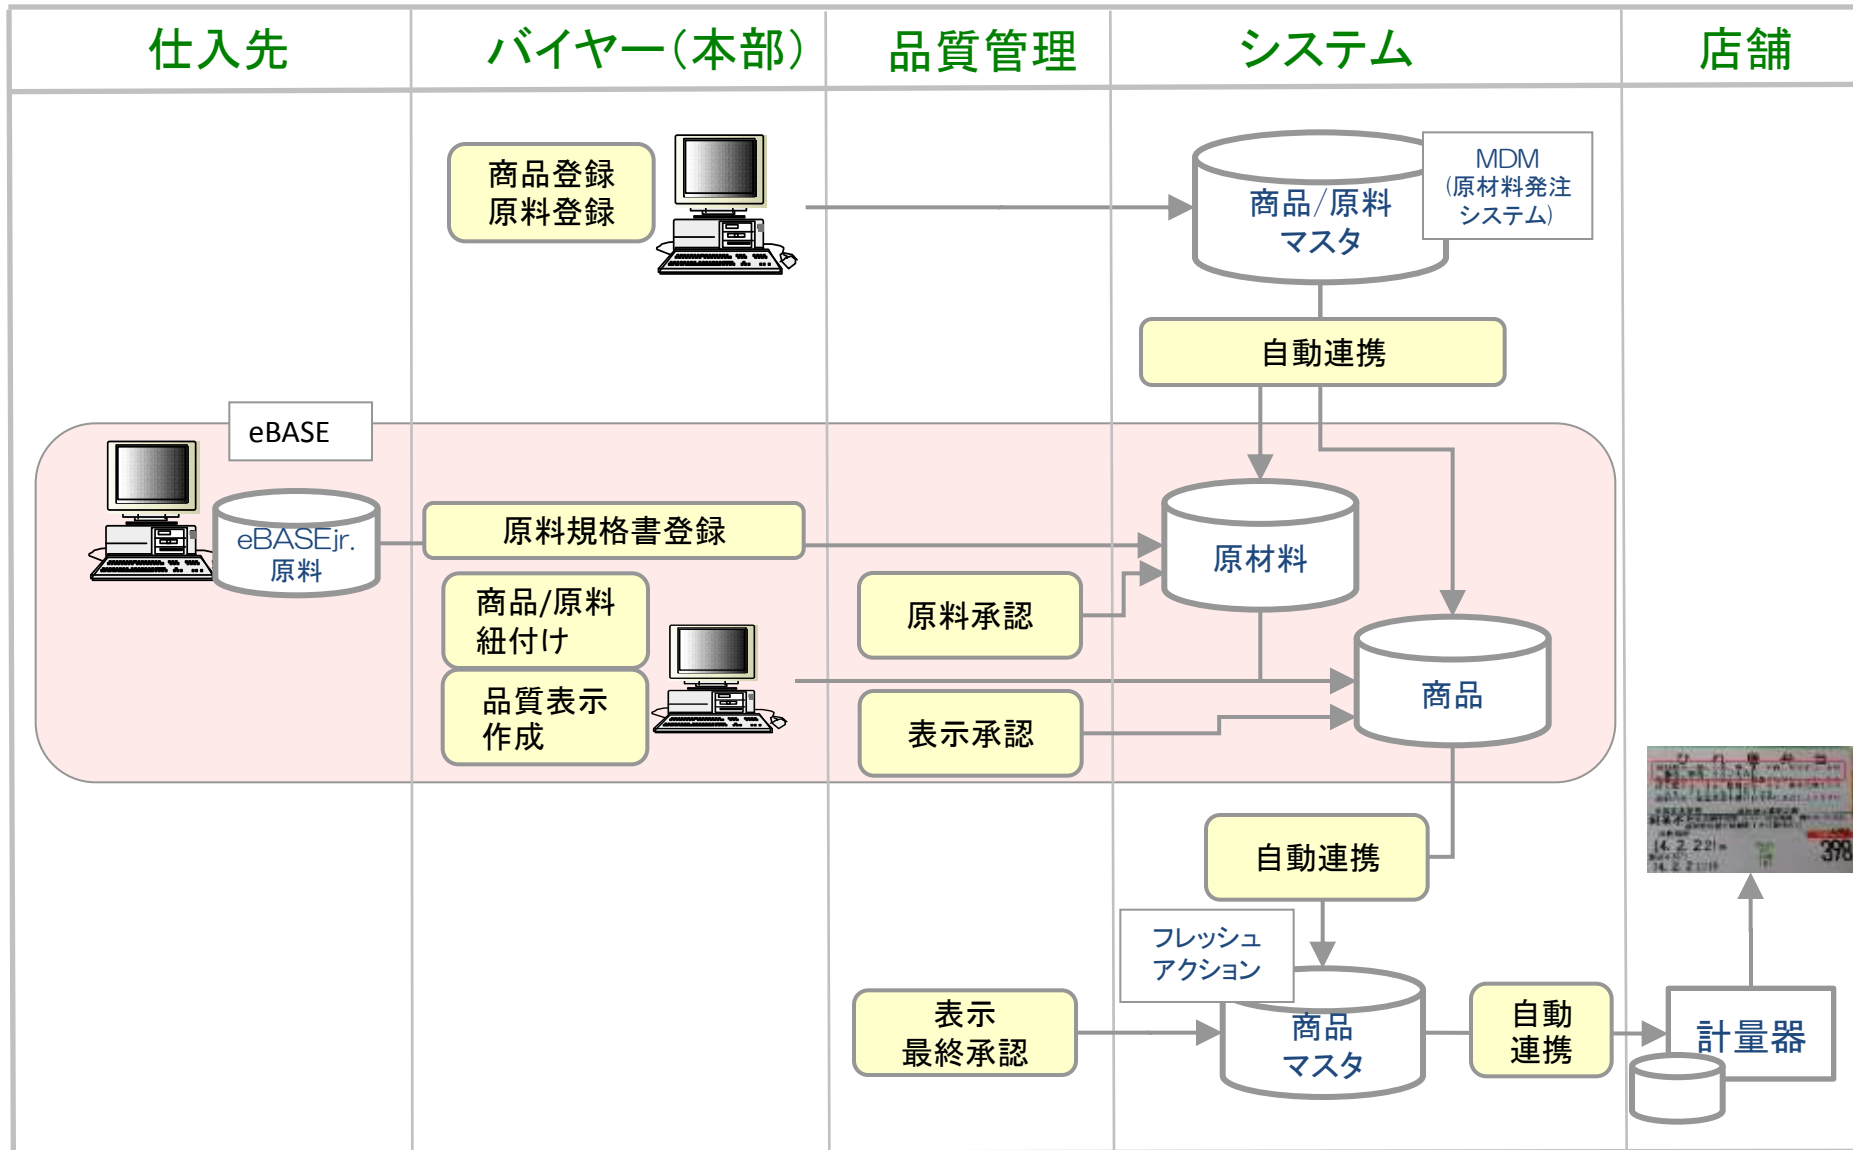 仕入先
バイヤー(本部)
品質管理
システム
店舗
商品登録
原料登録
商品/原料
マスタ
MDM
(原材料発注
システム)
自動連携
eBASE
eBASEjr.
原料
原料規格書登録
原材料
商品/原料
紐付け
原料承認
品質表示
作成
表示承認
商品
自動連携
フレッシュ
アクション
表示
最終承認
商品
マスタ
自動
連携
計量器
398